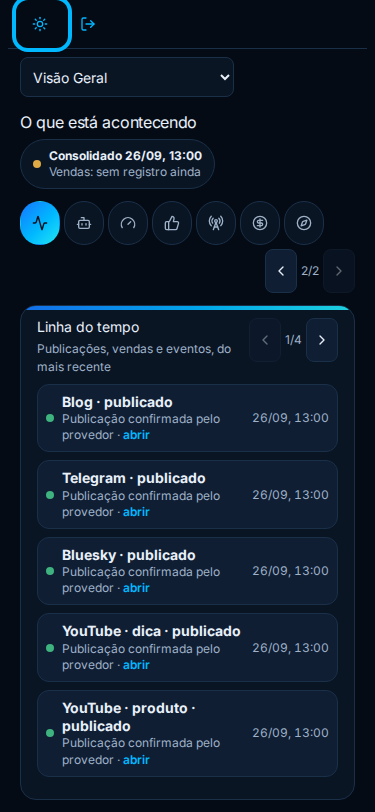 Visão Geral
O que está acontecendo
Consolidado 26/09, 13:00
Vendas: sem registro ainda
2/2
Linha do tempo
1/4
Publicações, vendas e eventos, do
mais recente
Blog · publicado
Publicação confirmada pelo
provedor · abrir
26/09, 13:00
Telegram · publicado
Publicação confirmada pelo
provedor · abrir
26/09, 13:00
Bluesky · publicado
Publicação confirmada pelo
provedor · abrir
26/09, 13:00
YouTube · dica · publicado
Publicação confirmada pelo
provedor · abrir
26/09, 13:00
YouTube · produto ·
publicado
Publicação confirmada pelo
provedor · abrir
26/09, 13:00